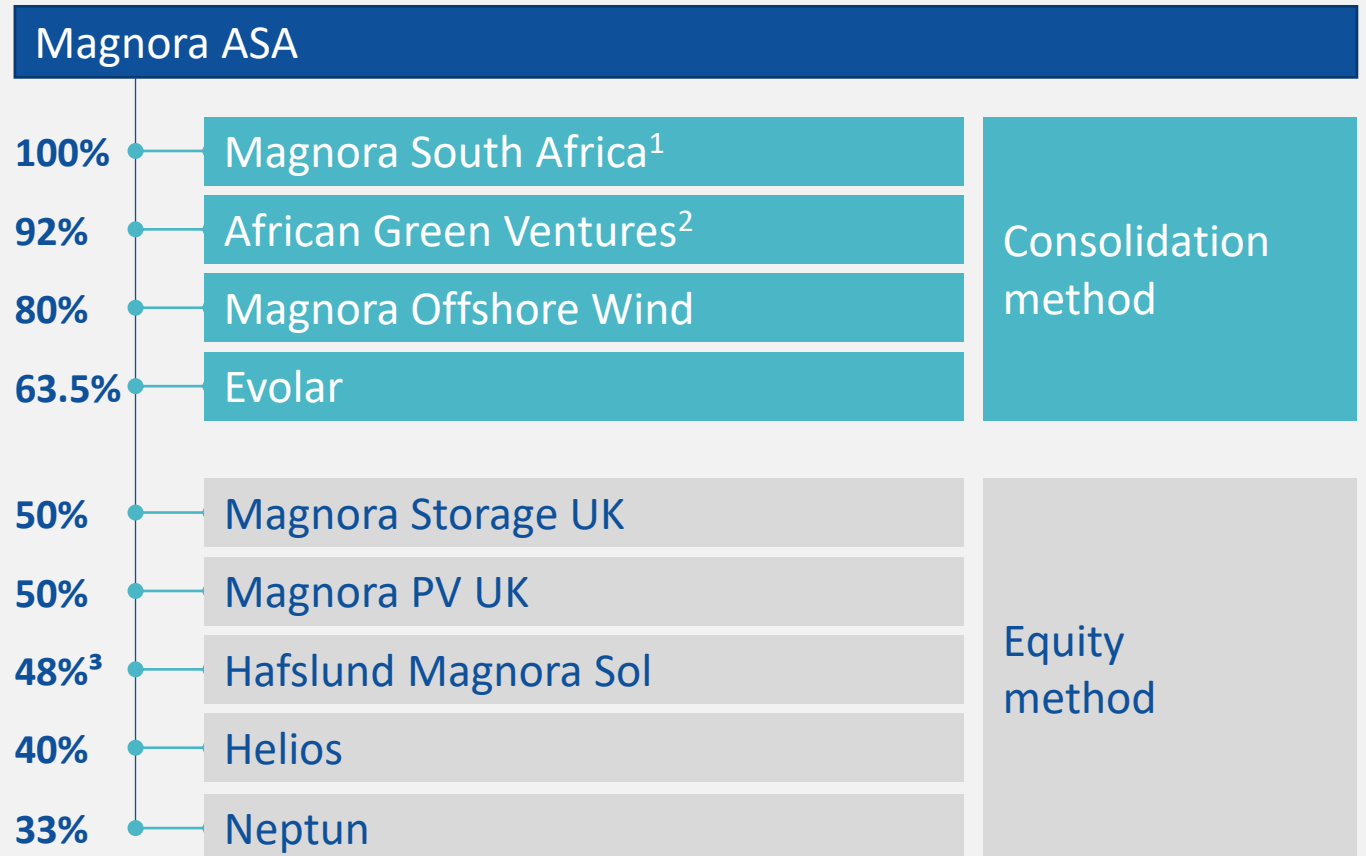 Magnora ASA
100%
Magnora South Africa¹
92%
African Green Ventures²
80%
Magnora Offshore Wind
63.5%
Evolar
Consolidation
method
50%
Magnora Storage UK
50%
Magnora PV UK
48%³
Hafslund Magnora Sol
40%
Helios
33%
Neptun
Equity
method